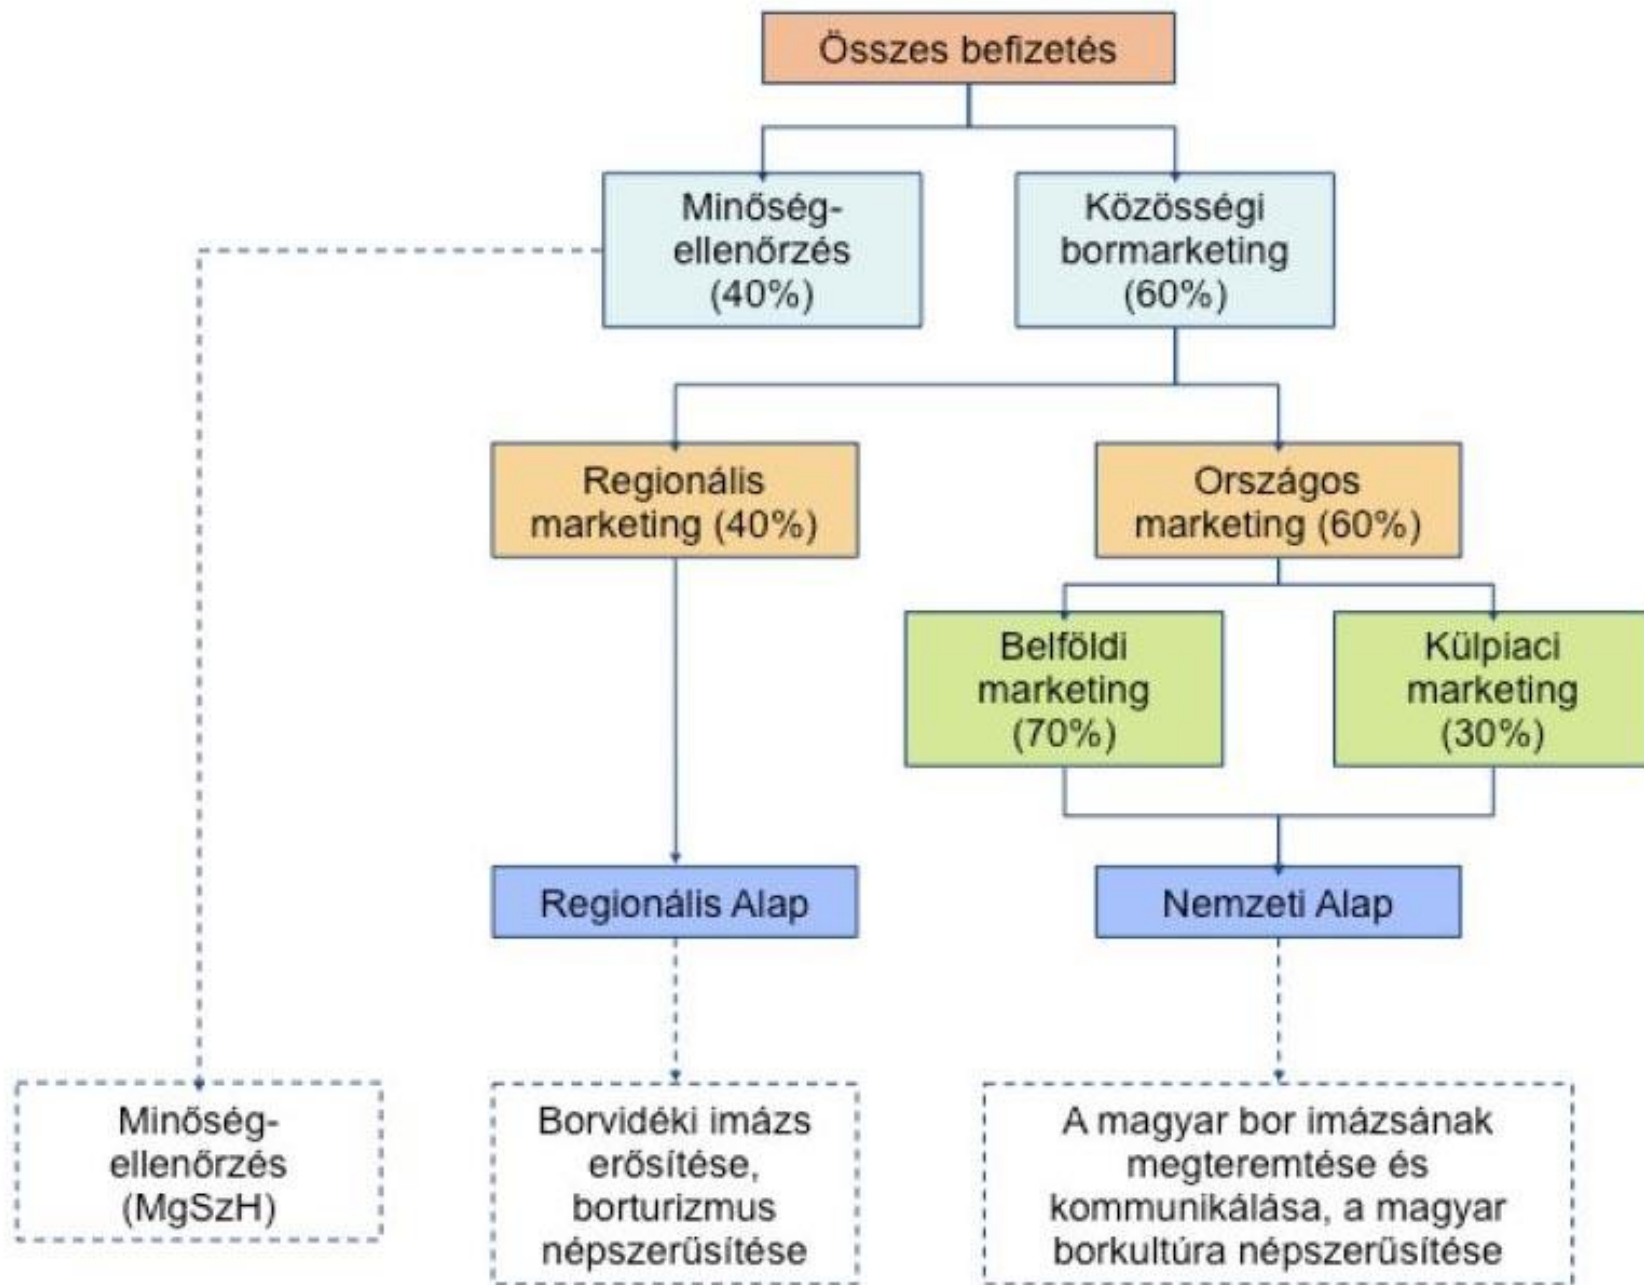 Összes befizetés
Minőség-
ellenőrzés
(40%)
Közösségi
bormarketing
(60%)
Regionális
marketing (40%)
Országos
marketing (60%)
Belföldi
marketing
(70%)
Külpiaci
marketing
(30%)
Regionális Alap
Nemzeti Alap
Minőség-
ellenőrzés
(MgSzH)
Borvidéki imázs
erősítése,
borturizmus
népszerűsítése
A magyar bor imázsának
megteremtése és
kommunikálása, a magyar
borkultúra népszerűsítése